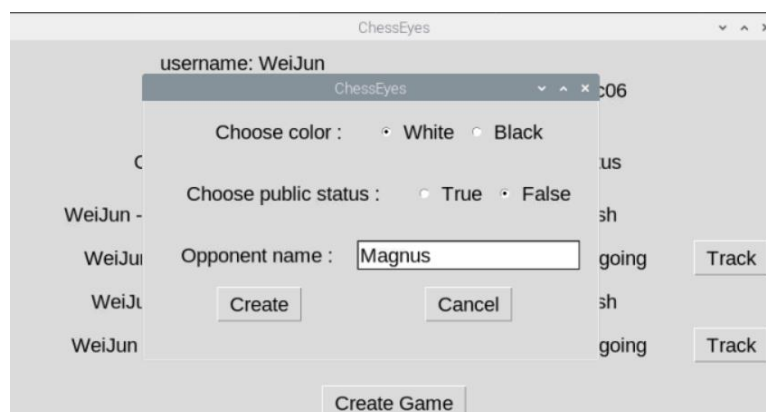 ChessEyes
username: WeiJun
ChessEyes
c06
Choose color : White Black
us
Choose public status : True False
WeiJun - sh
WeiJu Opponent name : Magnus going Track
WeiJu Create Cancel sh
WeiJun going Track
Create Game